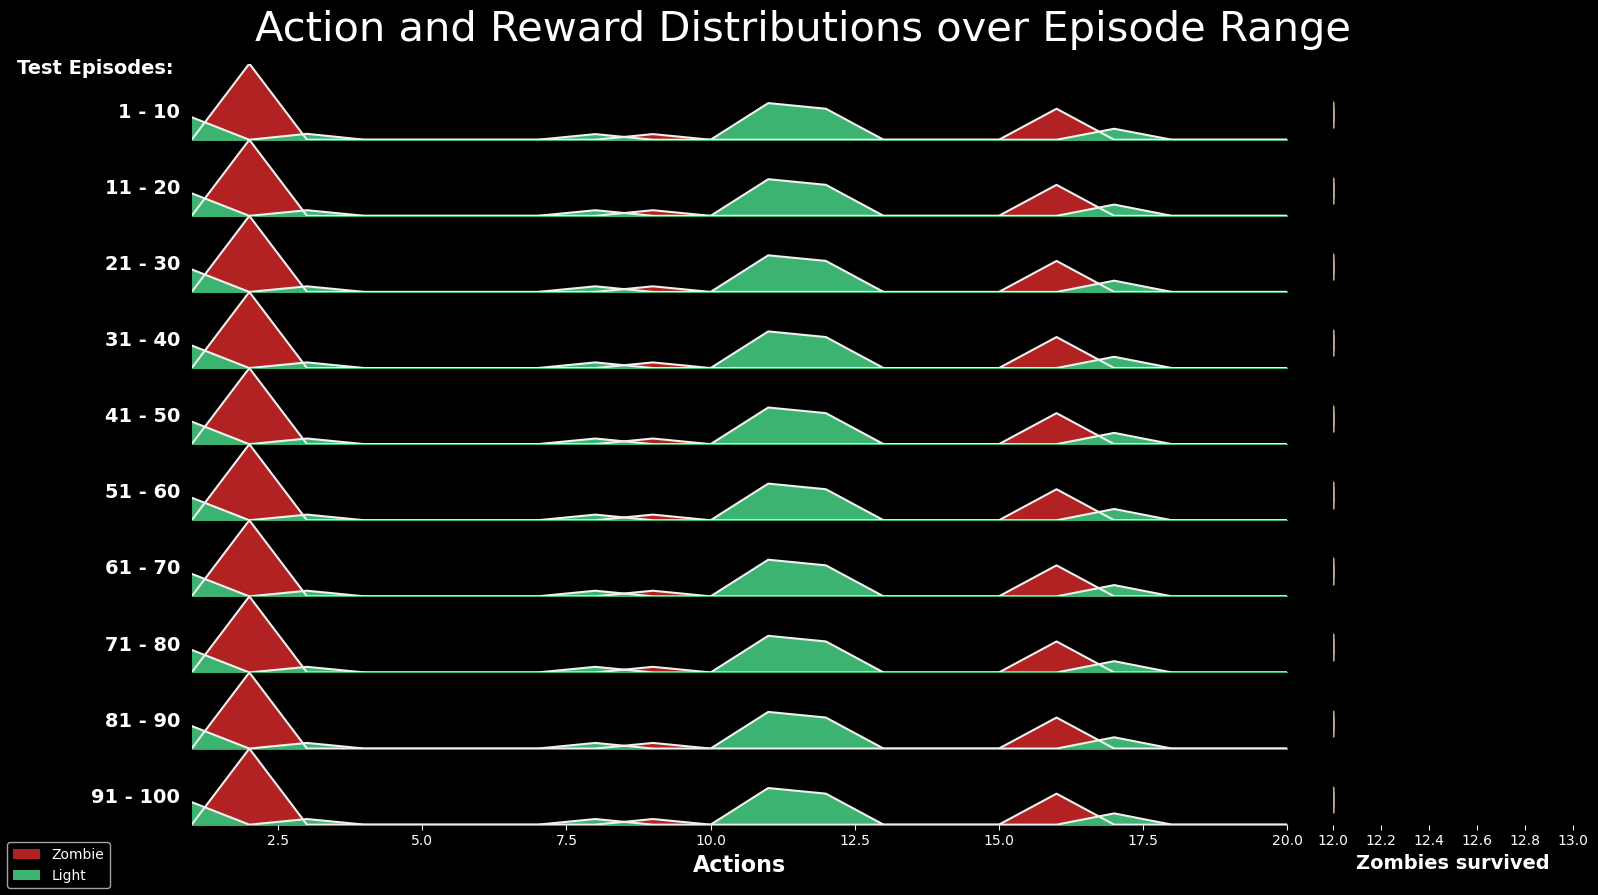 Action and Reward Distributions over Episode Range
Test Episodes:
1 - 10
11 - 20
21 - 30
31 - 40
41 - 50
51 - 60
61 - 70
71 - 80
81 - 90
91 - 100
2.5 5.0 7.5 10.0 12.5 15.0 17.5 20.0 12.0 12.2 12.4 12.6 12.8 13.0
Actions Zombies survived
Zombie
Light